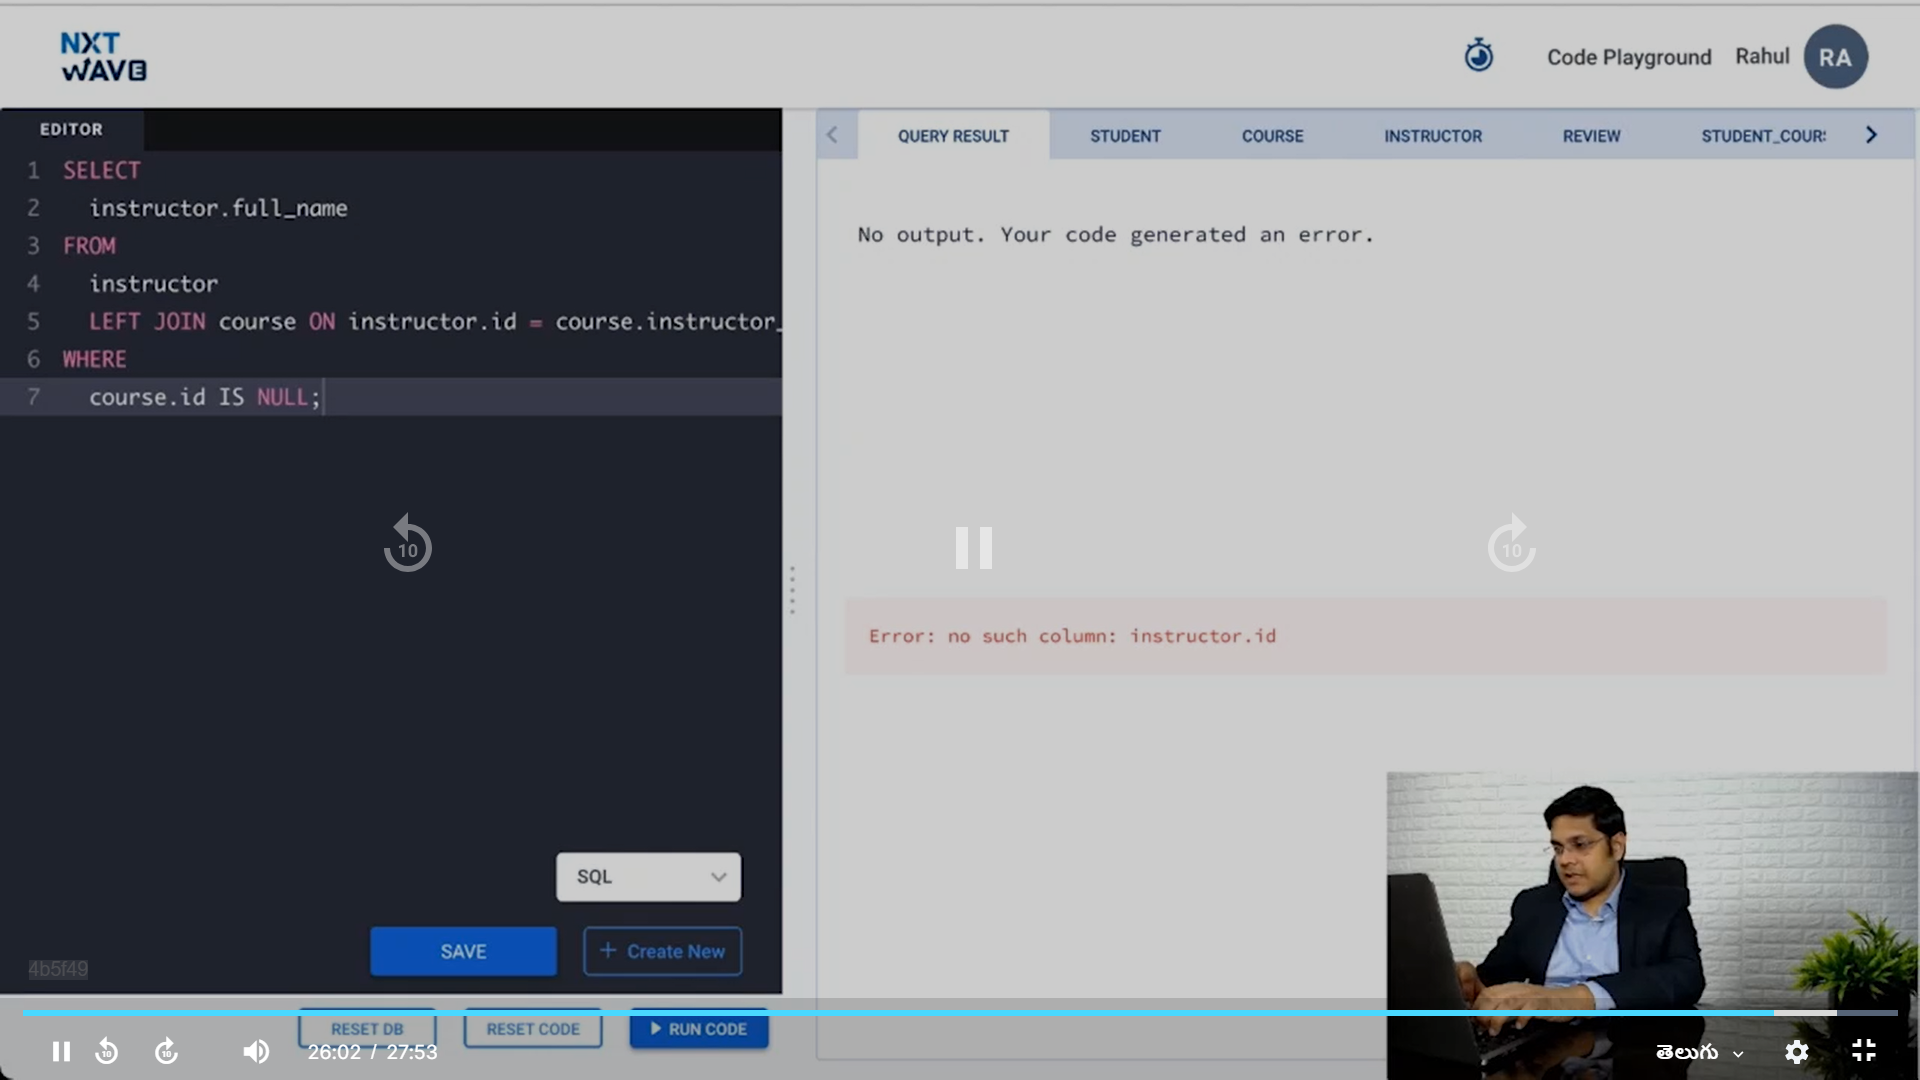 NXT
WAVE
Code Playground
Rahul
RA
EDITOR
1 SELECT
2 instructor.full_name
3 FROM
4 instructor
5 LEFT JOIN course ON instructor.id = course.instructor_
6 WHERE
7 course.id IS NULL;
QUERY RESULT
STUDENT
COURSE
INSTRUCTOR
REVIEW
STUDENT_COUR
No output. Your code generated an error.
10
10
Error: no such column: instructor.id
SQL
SAVE
+ Create New
4b5f49
RESET DB
RESET CODE
RUN CODE
10
10
26:02 / 27:53
తెలుగు